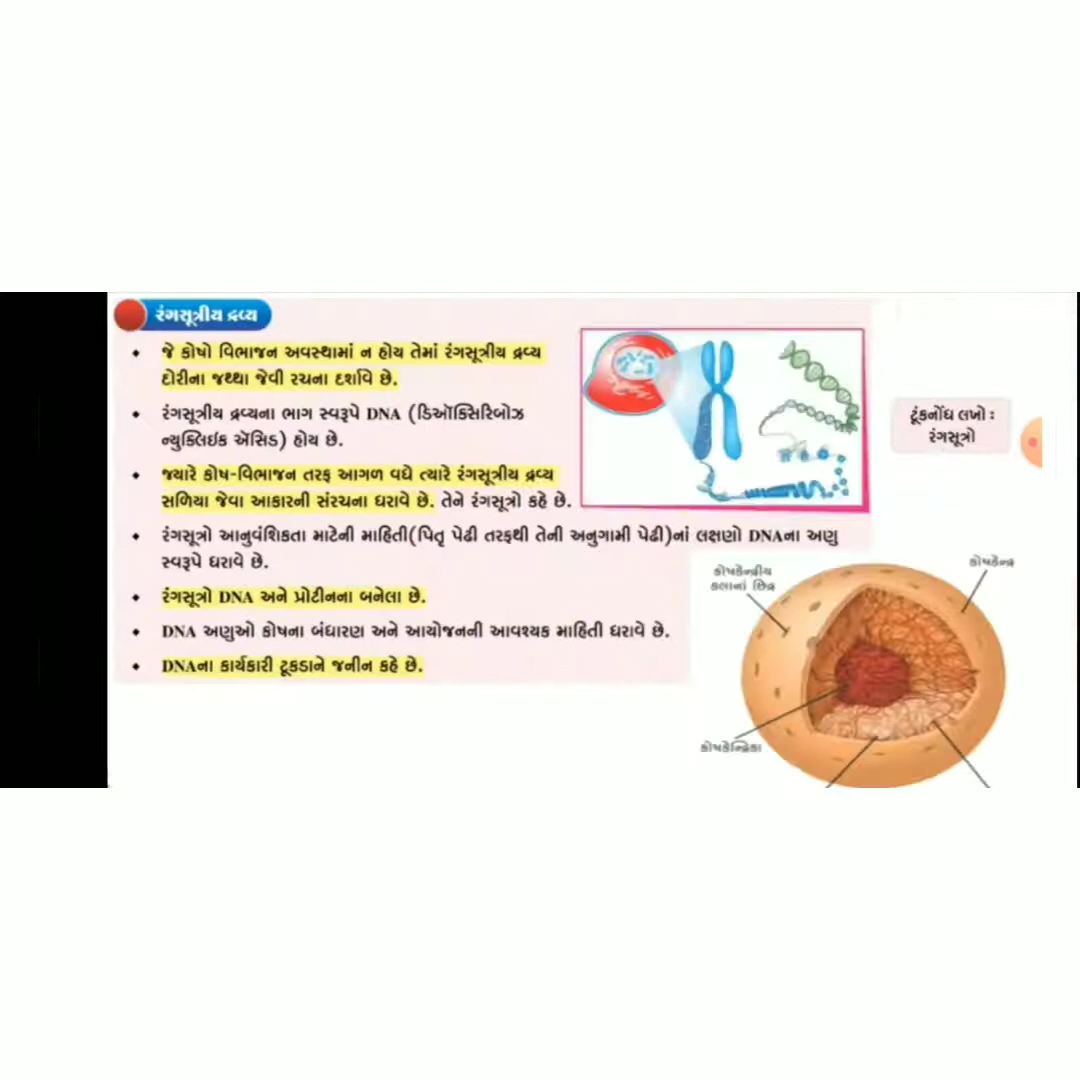 રંગસૂત્રીય દ્રવ્ય
• જે કોષો વિભાજન અવસ્થામાં ન હોય તેમાં રંગસૂત્રીય દ્રવ્ય
દોરીના જથ્થા જેવી રચના દર્શાવે છે.
• રંગસૂત્રીય દ્રવ્યના ભાગ સ્વરૂપે DNA (ડિઑક્સિરિબોઝ
ન્યુક્લિઈક ઍસિડ) હોય છે.
• જ્યારે કોષ-વિભાજન તરફ આગળ વધે ત્યારે રંગસૂત્રીય દ્રવ્ય
સળિયા જેવા આકારની સંરચના ધરાવે છે. તેને રંગસૂત્રો કહે છે.
• રંગસૂત્રો આનુવંશિકતા માટેની માહિતી(પિતૃ પેઢી તરફથી તેની અનુગામી પેઢી)નાં લક્ષણો DNAના અણુ
સ્વરૂપે ધરાવે છે.
• રંગસૂત્રો DNA અને પ્રોટીનના બનેલા છે.
• DNA અણુઓ કોષના બંધારણ અને આયોજનની આવશ્યક માહિતી ધરાવે છે.
• DNAના કાર્યકારી ટૂકડાને જનીન કહે છે.
ટૂંકનોંધ લખો :
રંગસૂત્રો
કોષકેન્દ્રીય
કલાનાં છિદ્ર
કોષકેન્દ્ર
કોષકેન્દ્રિકા